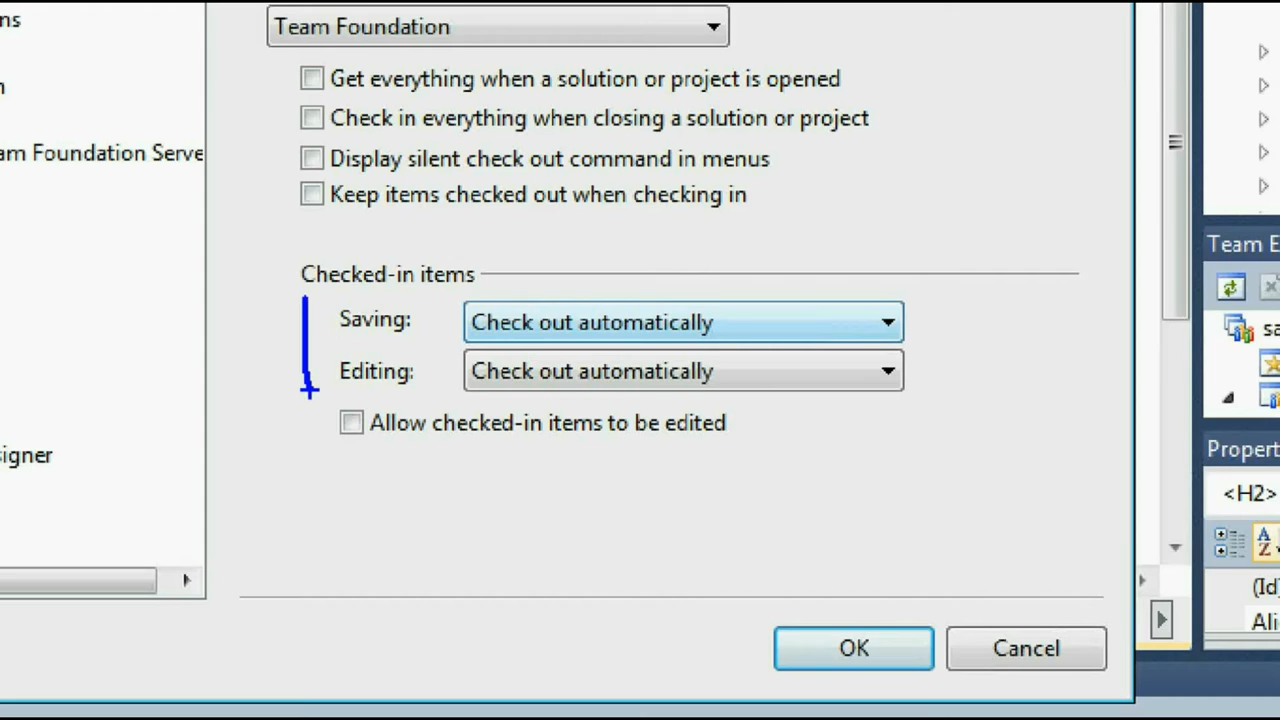 ns
Team Foundation
Get everything when a solution or project is opened
Check in everything when closing a solution or project
am Foundation Serve
Display silent check out command in menus
Keep items checked out when checking in
Team E
Checked-in items
Saving: Check out automatically
sa
Editing: Check out automatically
Allow checked-in items to be edited
igner
Propert
<H2>
A
Z
(Id)
Ali
OK Cancel